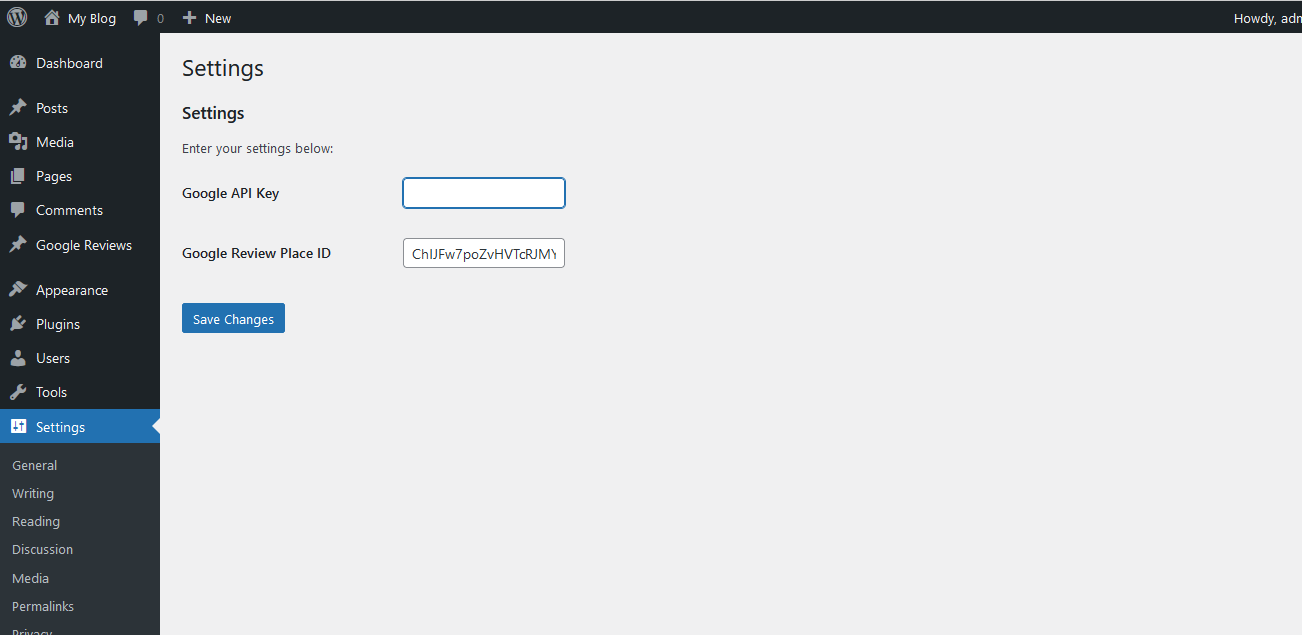 My Blog 0 New Howdy, adm
Dashboard
Posts
Media
Pages
Comments
Google Reviews
Appearance
Plugins
Users
Tools
Settings
General
Writing
Reading
Discussion
Media
Permalinks
Privacy
Settings
Settings
Enter your settings below:
Google API Key
Google Review Place ID ChIJFw7poZvHVTcRJMY
Save Changes